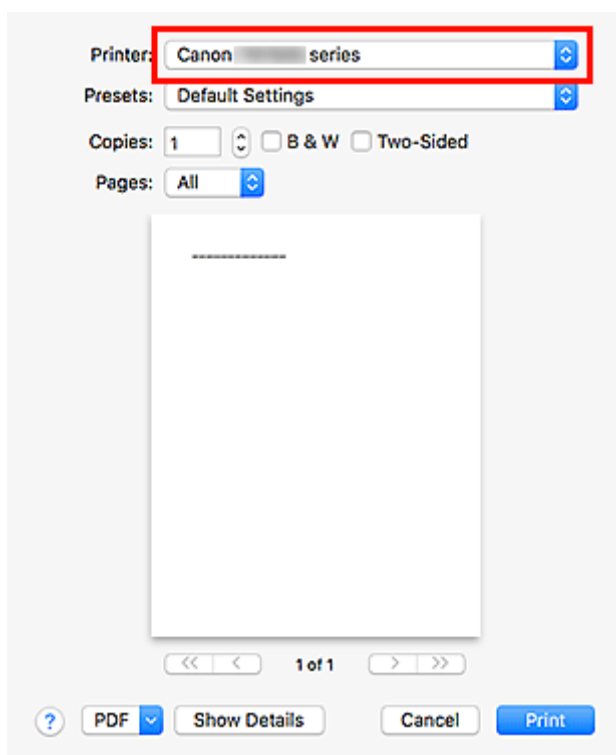 Printer: Canon series
Presets: Default Settings
Copies: 1 B & W Two-Sided
Pages: All
-------------
<< < 1 of 1 > >>
? PDF Show Details Cancel Print